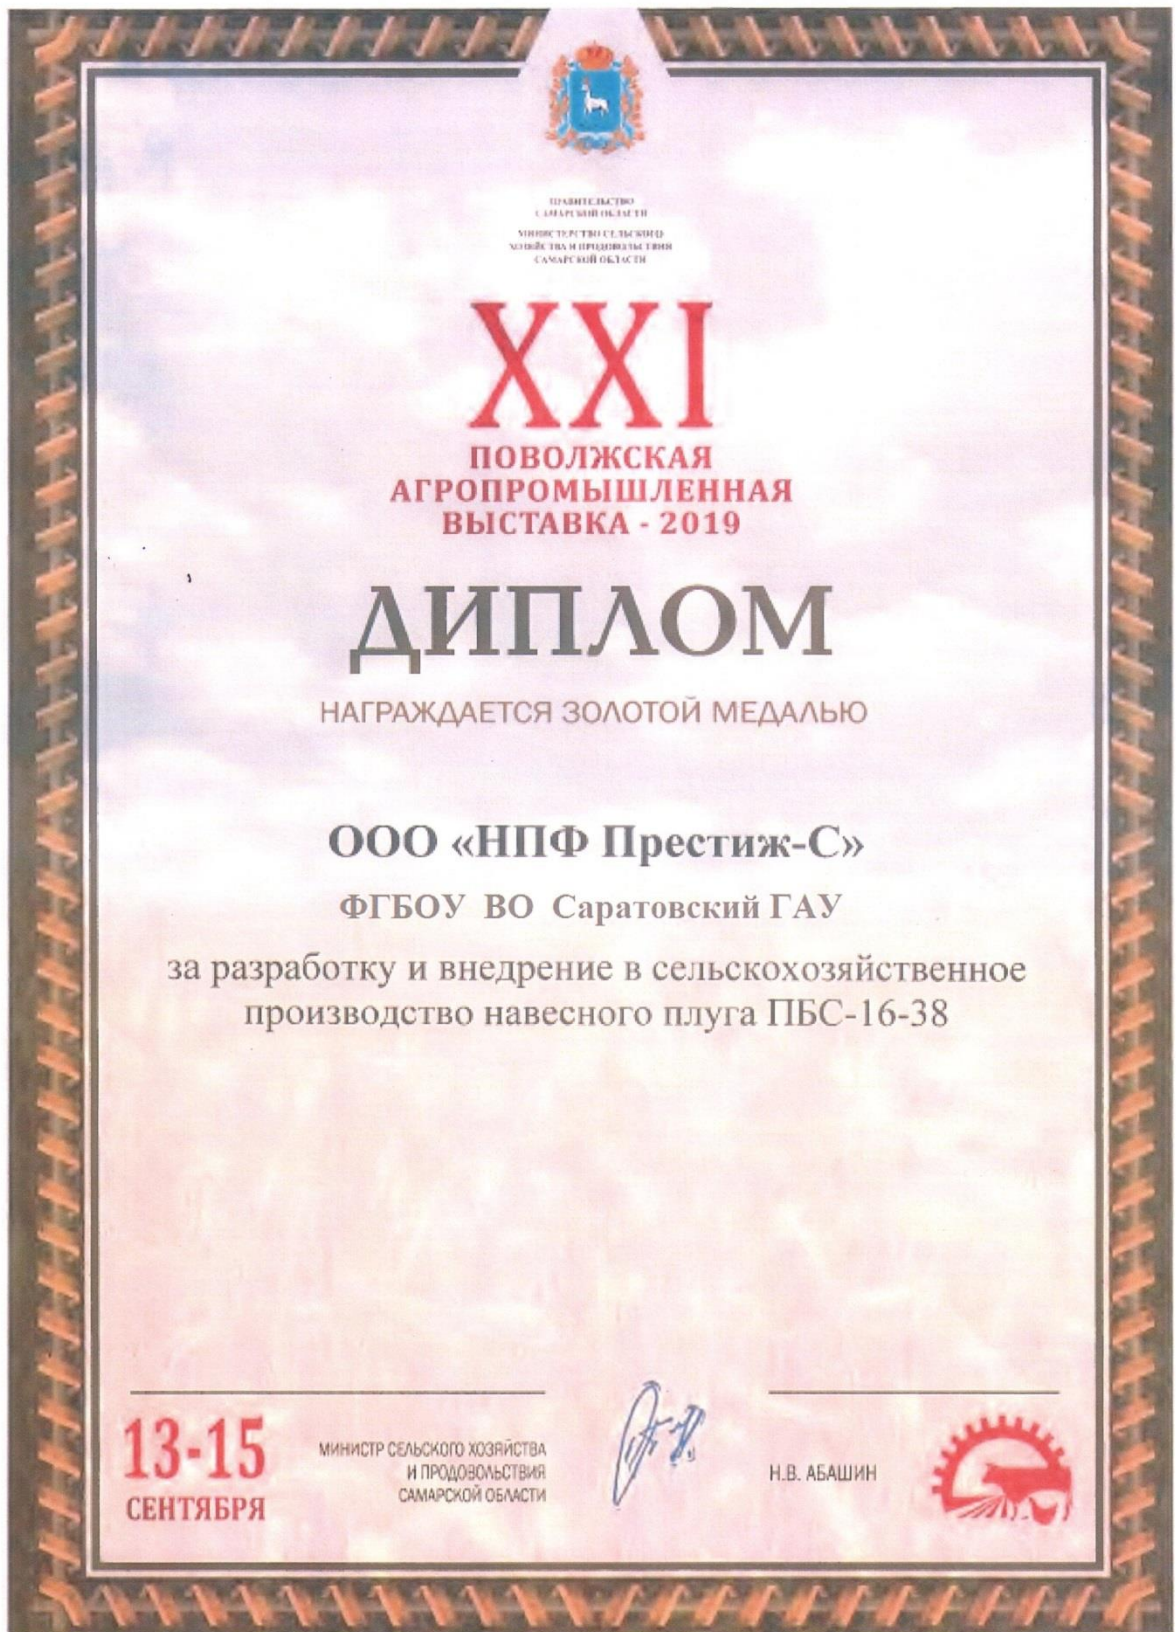 ПРАВИТЕЛЬСТВО
САМАРСКОЙ ОБЛАСТИ
МИНИСТЕРСТВО СЕЛЬСКОГО
ХОЗЯЙСТВА И ПРОДОВОЛЬСТВИЯ
САМАРСКОЙ ОБЛАСТИ
XXI
ПОВОЛЖСКАЯ
АГРОПРОМЫШЛЕННАЯ
ВЫСТАВКА - 2019
ДИПЛОМ
НАГРАЖДАЕТСЯ ЗОЛОТОЙ МЕДАЛЬЮ
ООО «НПФ Престиж-С»
ФГБОУ ВО Саратовский ГАУ
за разработку и внедрение в сельскохозяйственное
производство навесного плуга ПБС-16-38
13-15
СЕНТЯБРЯ
МИНИСТР СЕЛЬСКОГО ХОЗЯЙСТВА
И ПРОДОВОЛЬСТВИЯ
САМАРСКОЙ ОБЛАСТИ
Н.В. АБАШИН